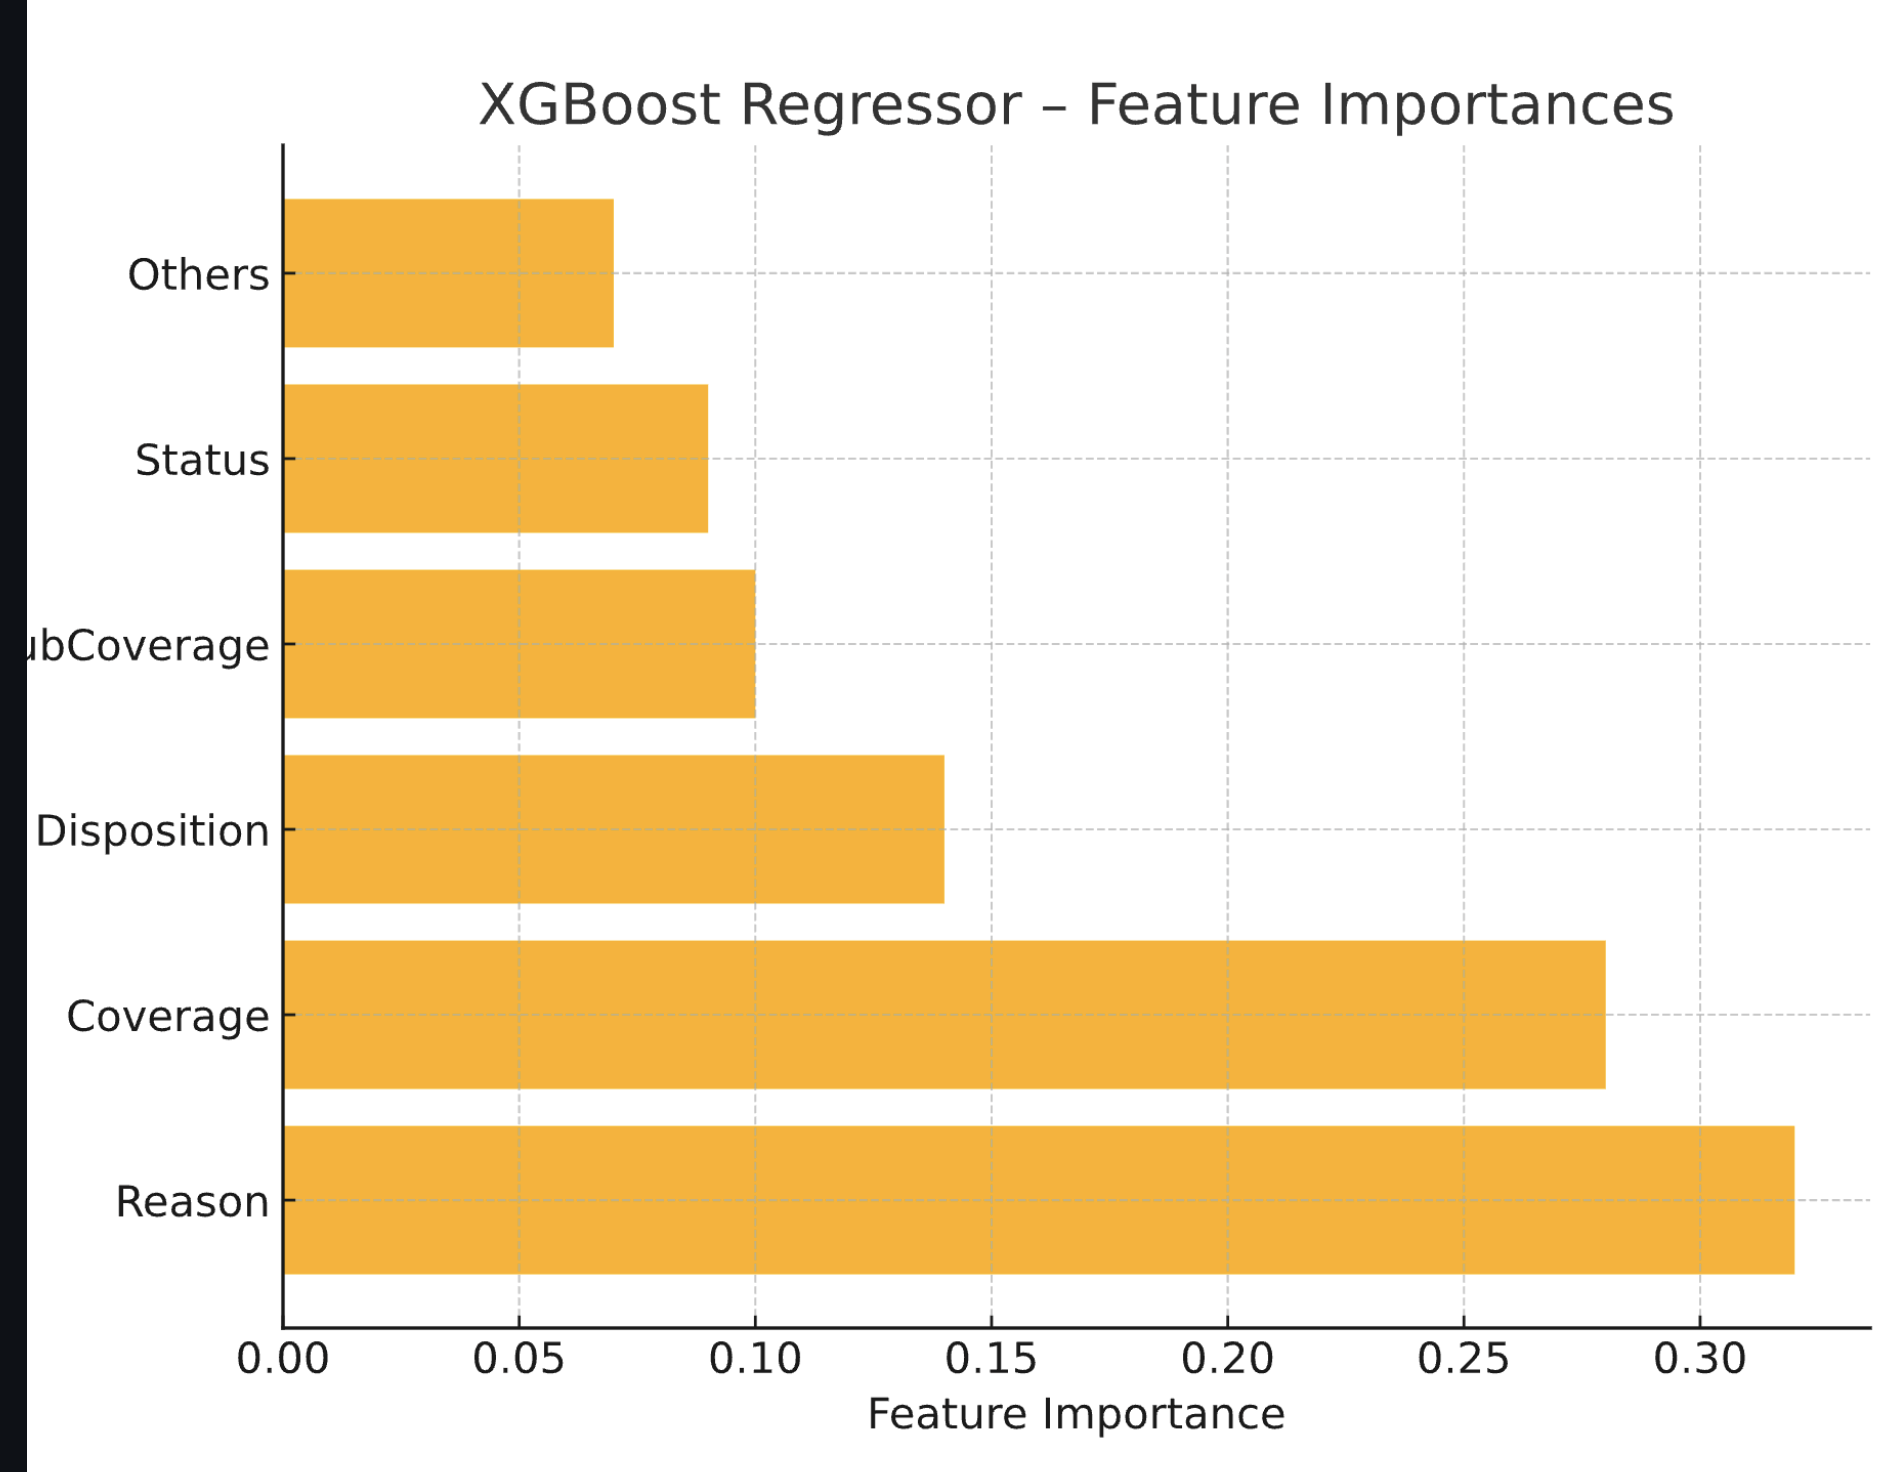 XGBoost Regressor – Feature Importances
Others
Status
ubCoverage
Disposition
Coverage
Reason
0.00 0.05 0.10 0.15 0.20 0.25 0.30
Feature Importance